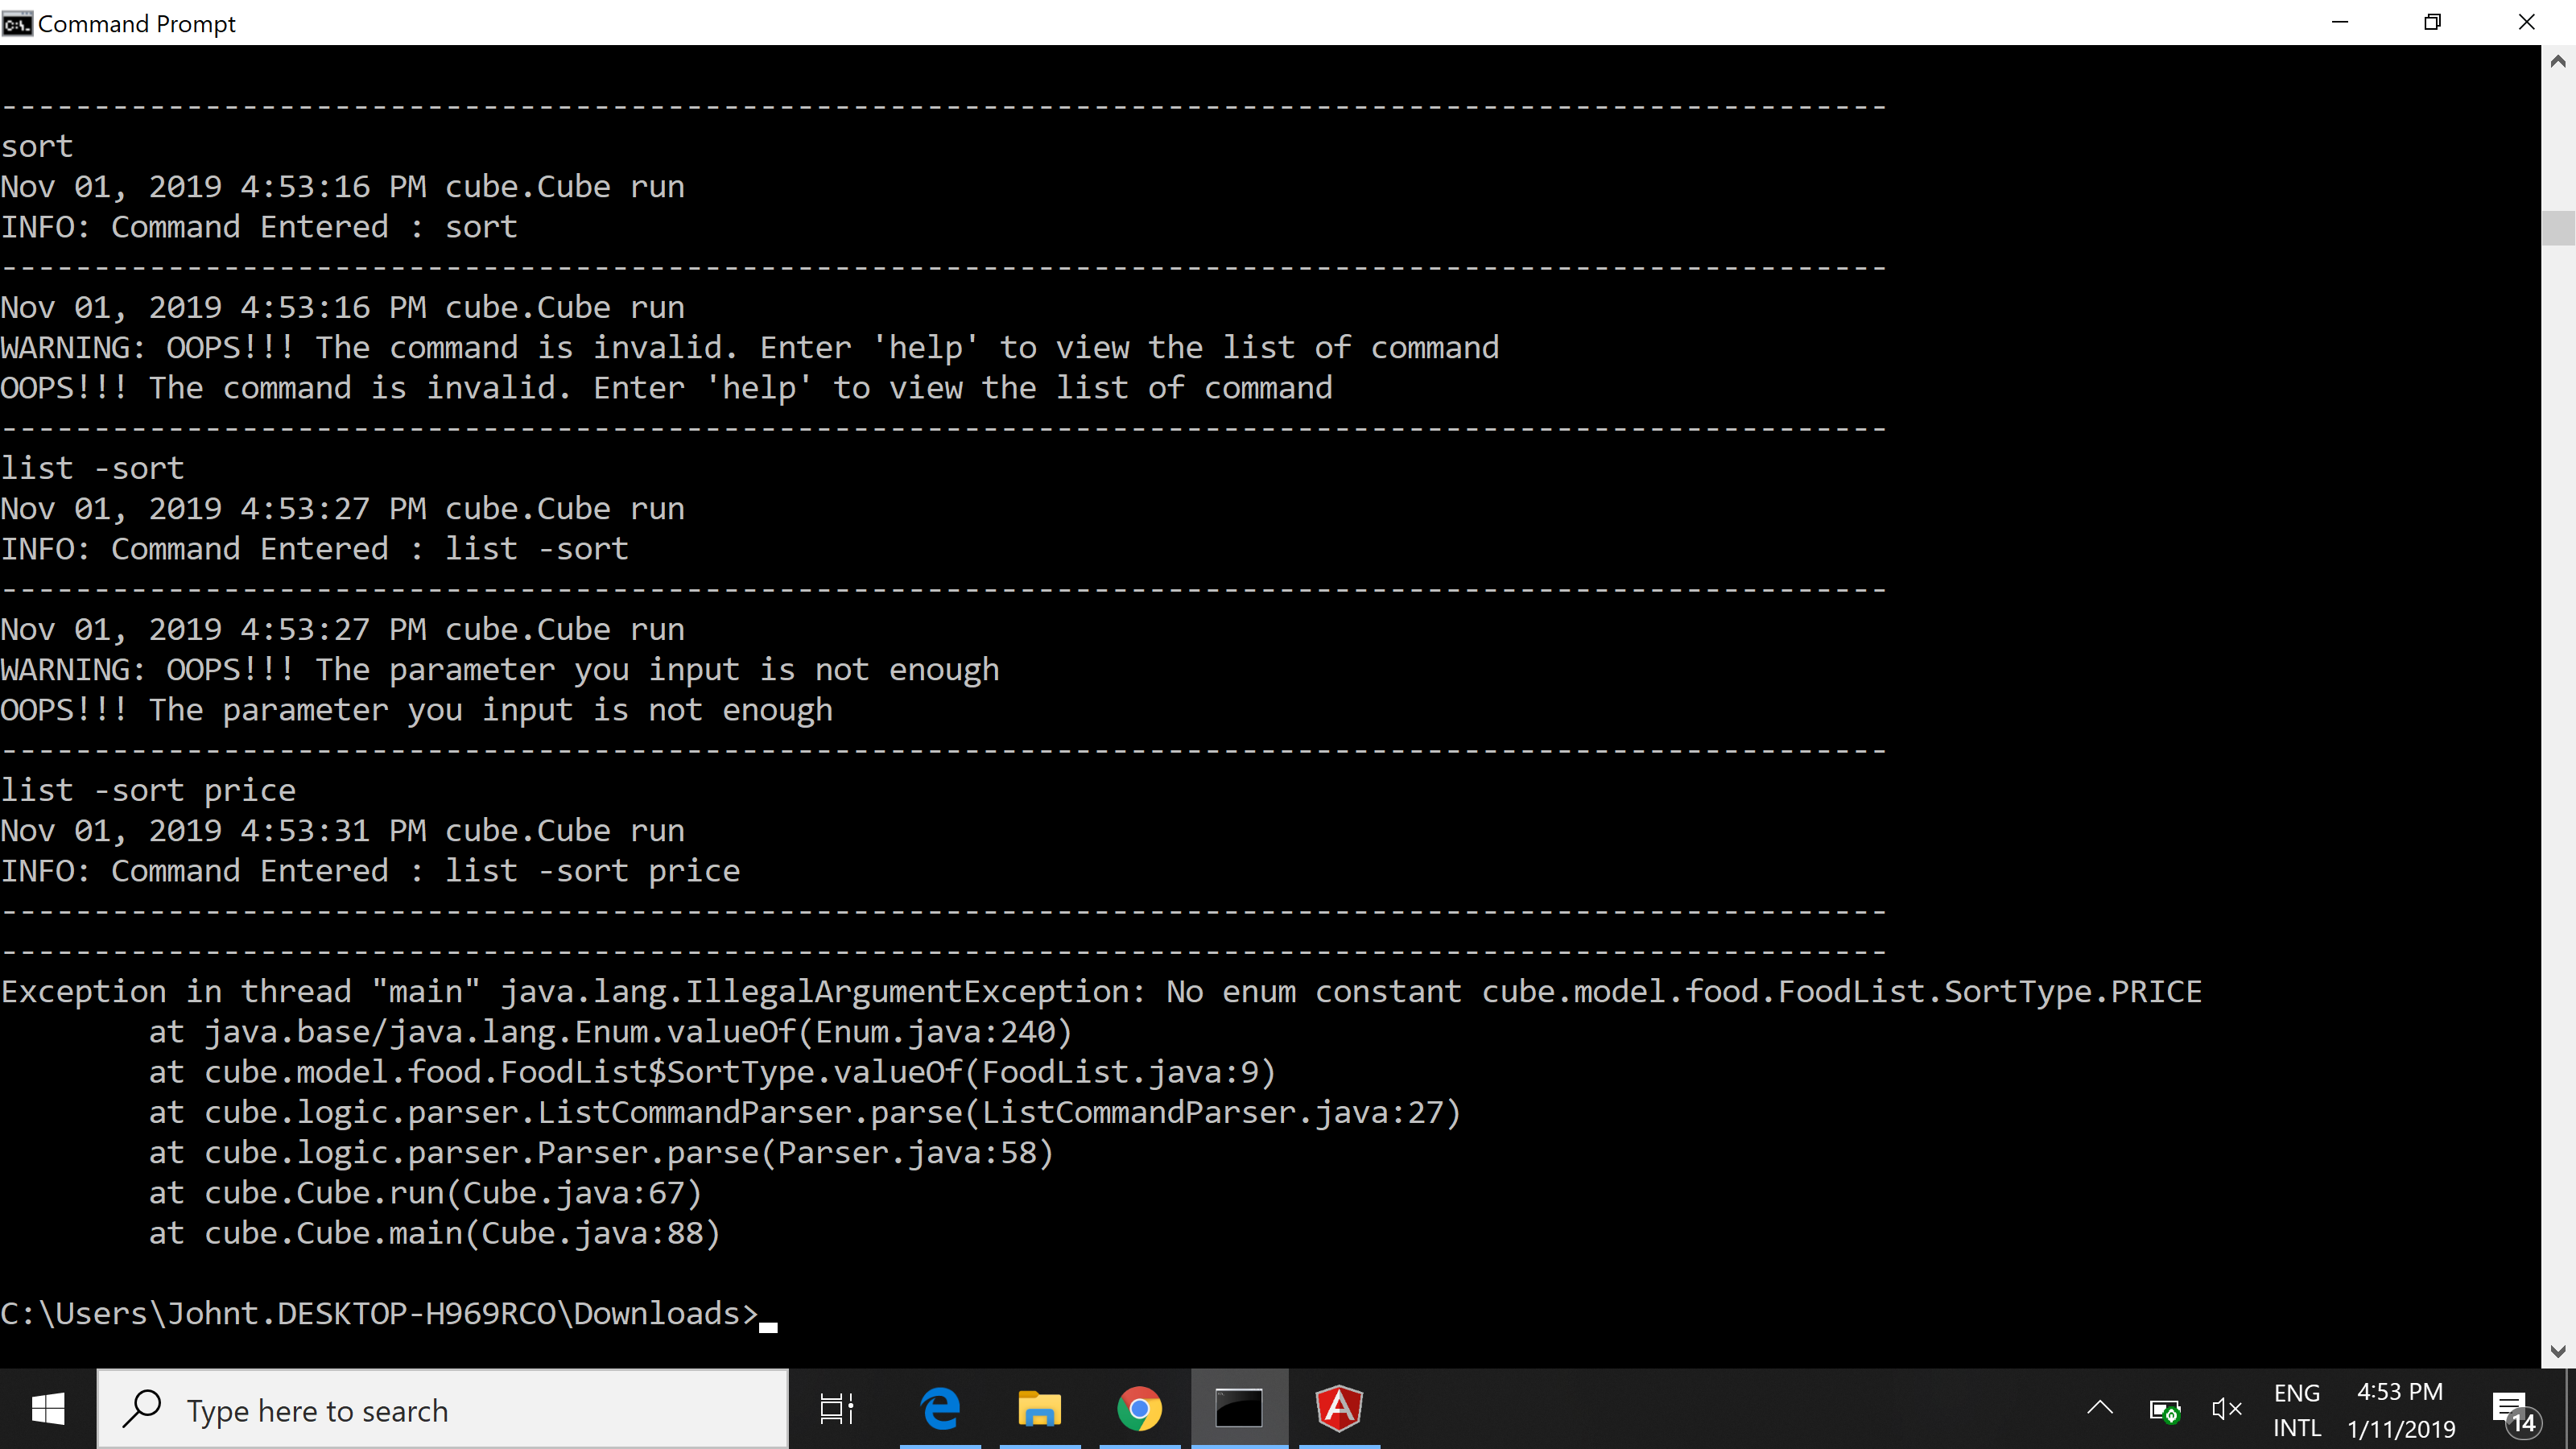 Command Prompt
------------------------------------------------------------------------------------------------------
sort
Nov 01, 2019 4:53:16 PM cube.Cube run
INFO: Command Entered : sort
------------------------------------------------------------------------------------------------------
Nov 01, 2019 4:53:16 PM cube.Cube run
WARNING: OOPS!!! The command is invalid. Enter 'help' to view the list of command
OOPS!!! The command is invalid. Enter 'help' to view the list of command
------------------------------------------------------------------------------------------------------
list -sort
Nov 01, 2019 4:53:27 PM cube.Cube run
INFO: Command Entered : list -sort
------------------------------------------------------------------------------------------------------
Nov 01, 2019 4:53:27 PM cube.Cube run
WARNING: OOPS!!! The parameter you input is not enough
OOPS!!! The parameter you input is not enough
------------------------------------------------------------------------------------------------------
list -sort price
Nov 01, 2019 4:53:31 PM cube.Cube run
INFO: Command Entered : list -sort price
------------------------------------------------------------------------------------------------------
------------------------------------------------------------------------------------------------------
Exception in thread "main" java.lang.IllegalArgumentException: No enum constant cube.model.food.FoodList.SortType.PRICE
        at java.base/java.lang.Enum.valueOf(Enum.java:240)
        at cube.model.food.FoodList$SortType.valueOf(FoodList.java:9)
        at cube.logic.parser.ListCommandParser.parse(ListCommandParser.java:27)
        at cube.logic.parser.Parser.parse(Parser.java:58)
        at cube.Cube.run(Cube.java:67)
        at cube.Cube.main(Cube.java:88)
C:\Users\Johnt.DESKTOP-H969RCO\Downloads>
Type here to search
ENG
INTL
4:53 PM
1/11/2019
14